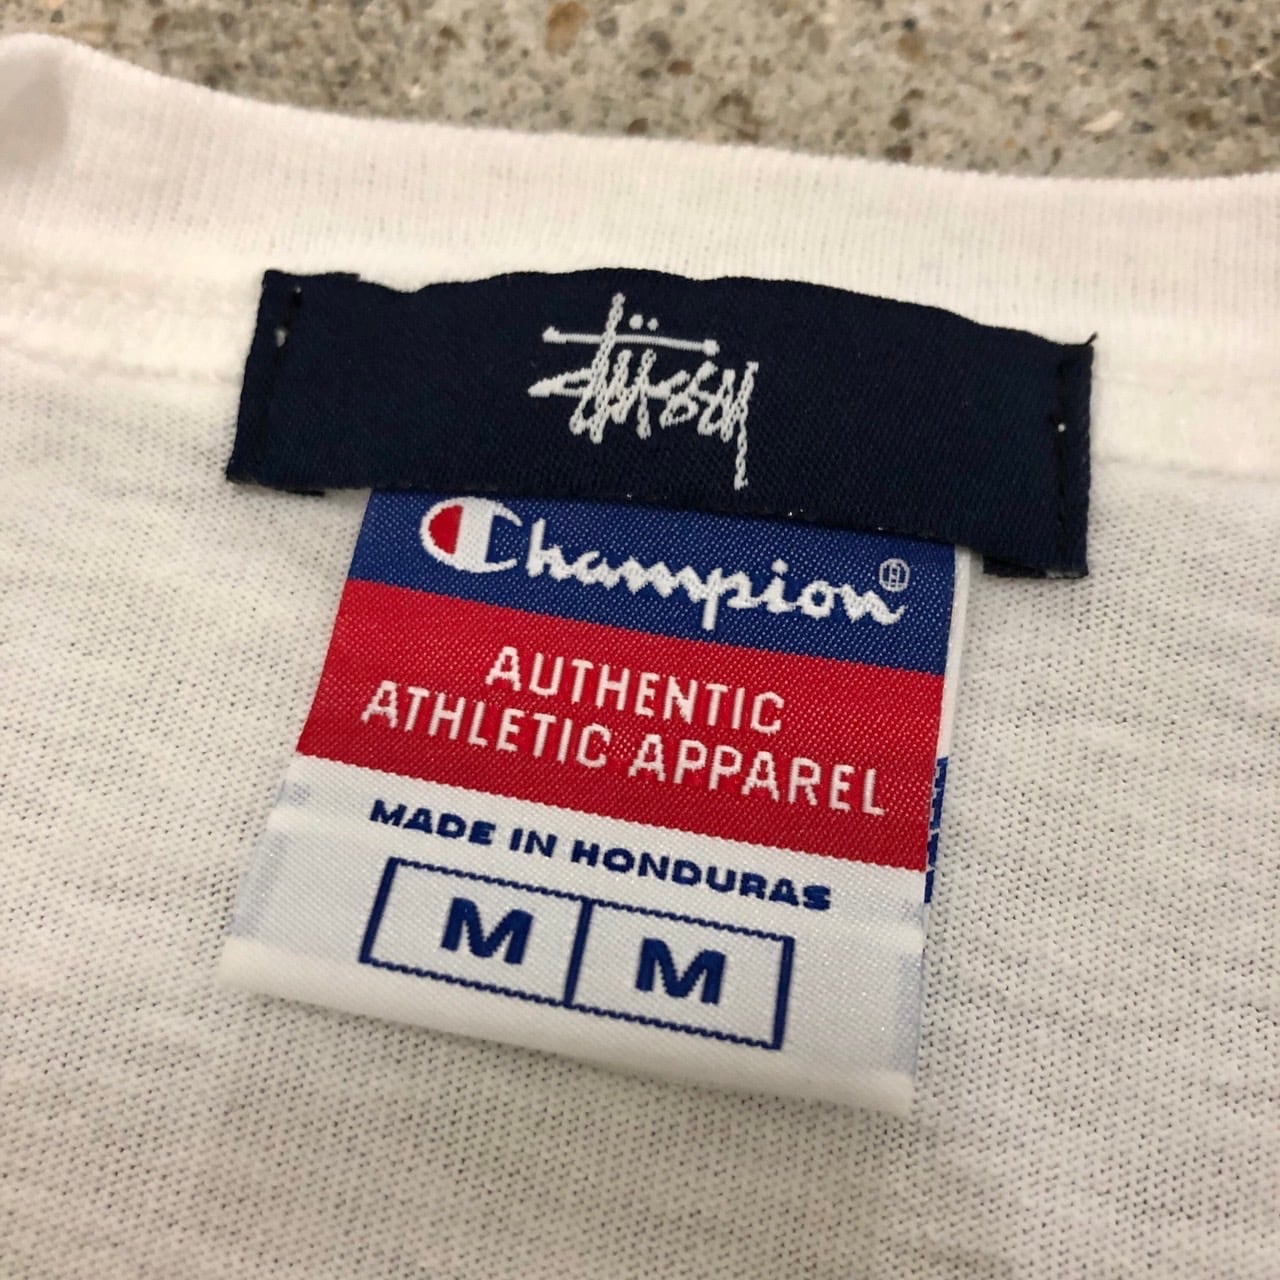 Stüssy
Champion®
AUTHENTIC
ATHLETIC APPAREL
MADE IN HONDURAS
M M